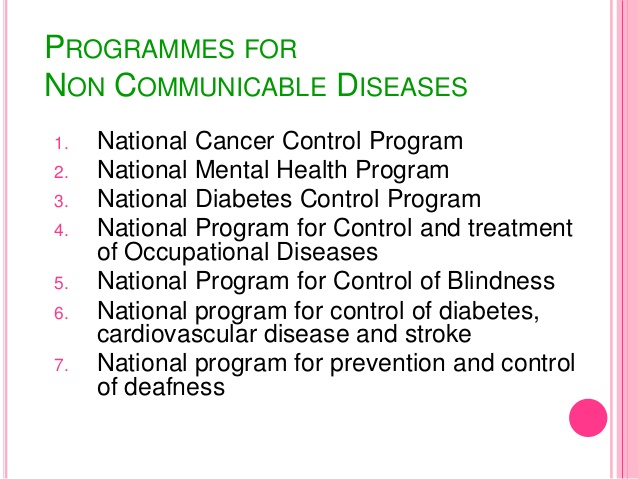 PROGRAMMES FOR
NON COMMUNICABLE DISEASES
1. National Cancer Control Program
2. National Mental Health Program
3. National Diabetes Control Program
4. National Program for Control and treatment
of Occupational Diseases
5. National Program for Control of Blindness
6. National program for control of diabetes,
cardiovascular disease and stroke
7. National program for prevention and control
of deafness